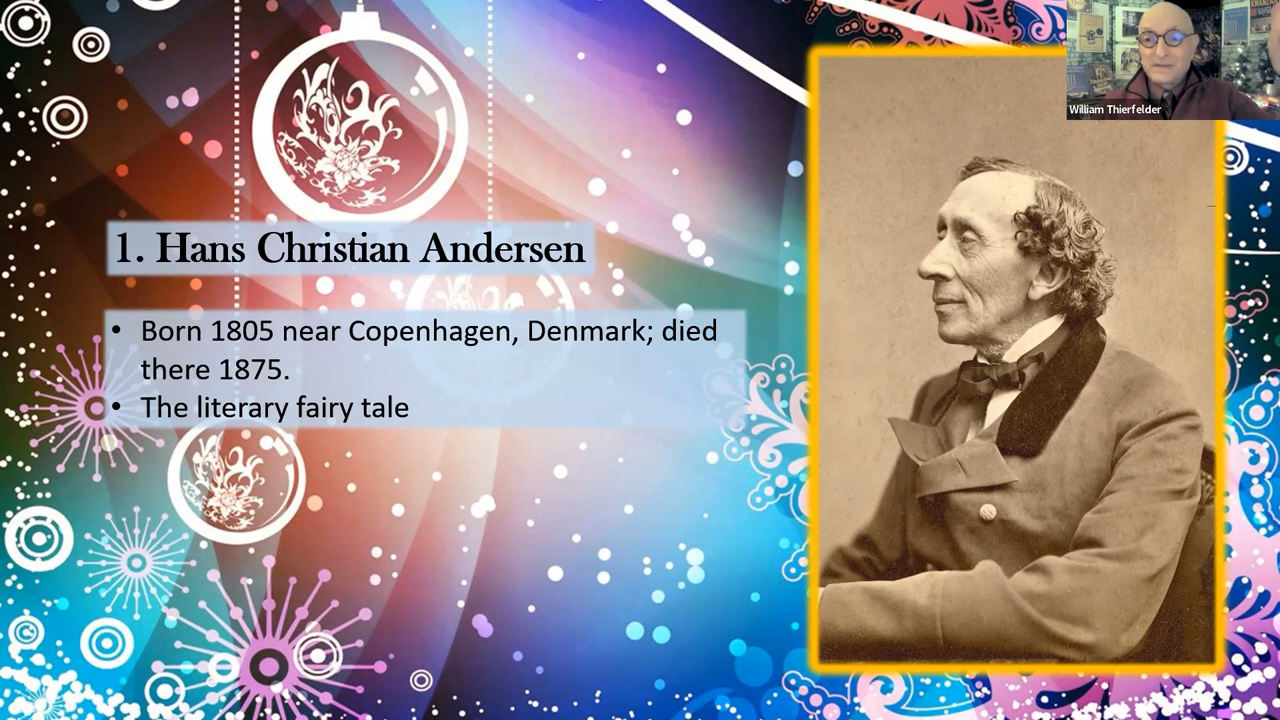 William Thierfelder
1. Hans Christian Andersen
• Born 1805 near Copenhagen, Denmark; died
there 1875.
• The literary fairy tale